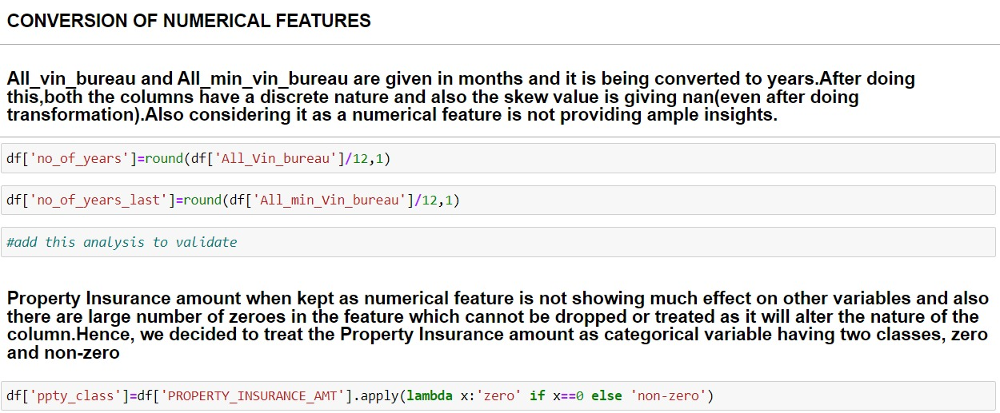 CONVERSION OF NUMERICAL FEATURES
All_vin_bureau and All_min_vin_bureau are given in months and it is being converted to years.After doing
this,both the columns have a discrete nature and also the skew value is giving nan(even after doing
transformation).Also considering it as a numerical feature is not providing ample insights.
df['no_of_years']=round(df['All_Vin_bureau']/12,1)
df['no_of_years_last']=round(df['All_min_Vin_bureau']/12,1)
#add this analysis to validate
Property Insurance amount when kept as numerical feature is not showing much effect on other variables and also
there are large number of zeroes in the feature which cannot be dropped or treated as it will alter the nature of the
column.Hence, we decided to treat the Property Insurance amount as categorical variable having two classes, zero
and non-zero
df['ppty_class']=df['PROPERTY_INSURANCE_AMT'].apply(lambda x:'zero' if x==0 else 'non-zero')